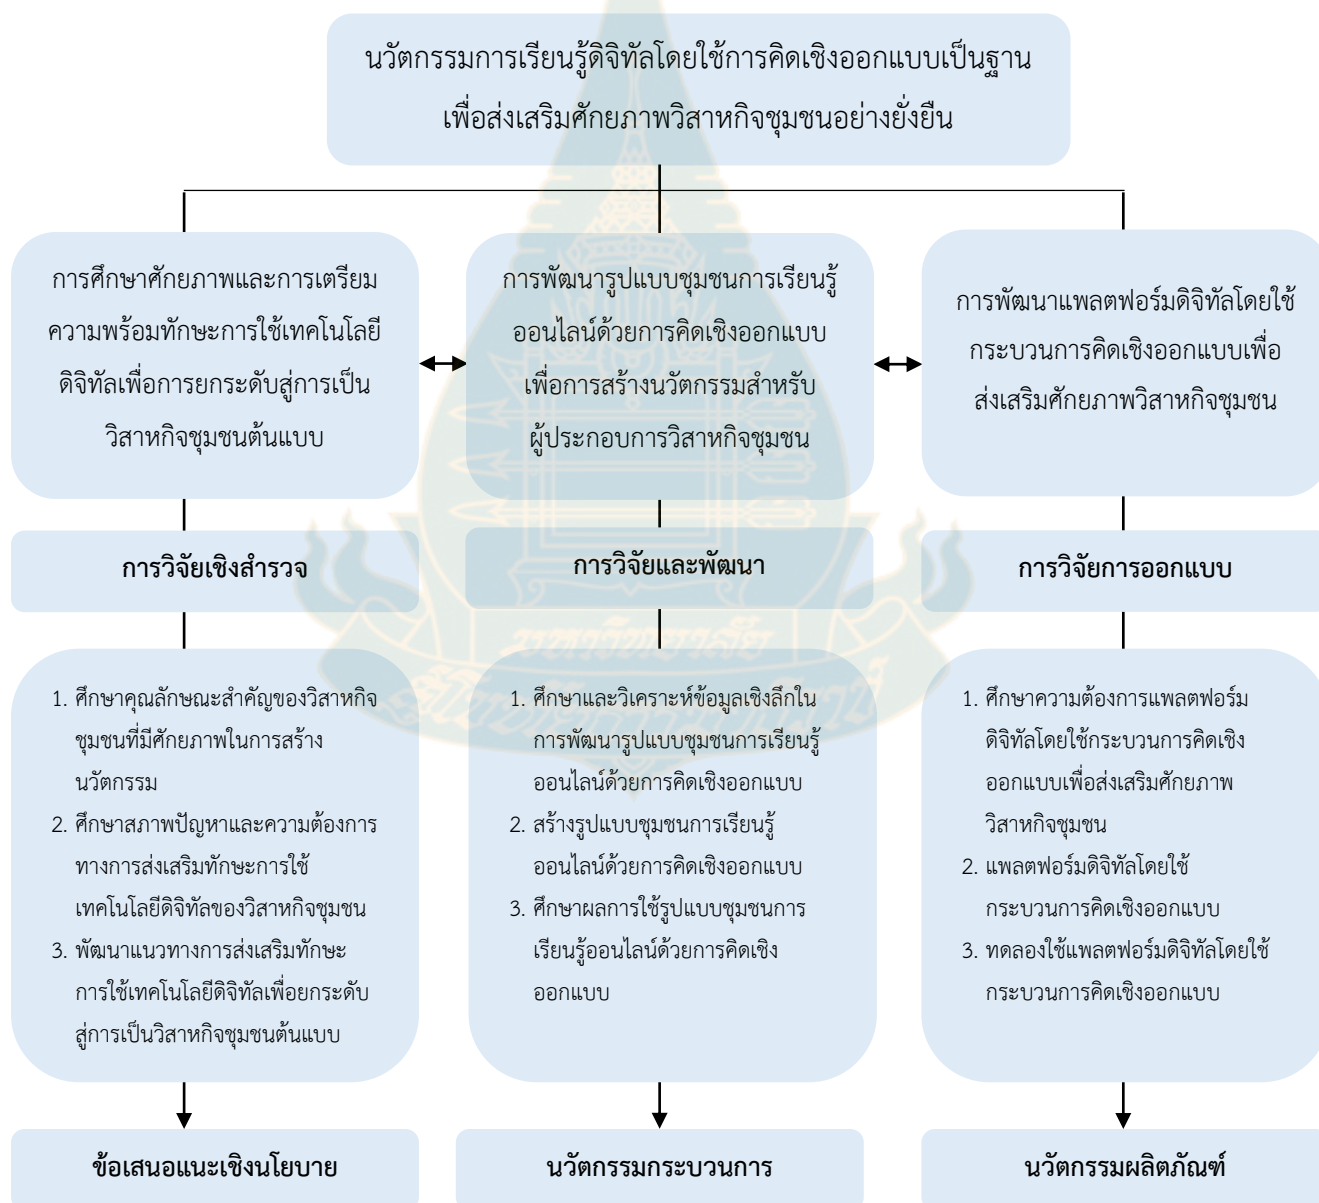 นวัตกรรมการเรียนรู้ดิจิทัลโดยใช้การคิดเชิงออกแบบเป็นฐาน
เพื่อส่งเสริมศักยภาพวิสาหกิจชุมชนอย่างยั่งยืน
การศึกษาศักยภาพและการเตรียม
ความพร้อมทักษะการใช้เทคโนโลยี
ดิจิทัลเพื่อการยกระดับสู่การเป็น
วิสาหกิจชุมชนต้นแบบ
การพัฒนารูปแบบชุมชนการเรียนรู้
ออนไลน์ด้วยการคิดเชิงออกแบบ
เพื่อการสร้างนวัตกรรมสำหรับ
ผู้ประกอบการวิสาหกิจชุมชน
การพัฒนาแพลตฟอร์มดิจิทัลโดยใช้
กระบวนการคิดเชิงออกแบบเพื่อ
ส่งเสริมศักยภาพวิสาหกิจชุมชน
การวิจัยเชิงสำรวจ
การวิจัยและพัฒนา
การวิจัยการออกแบบ
1. ศึกษาคุณลักษณะสำคัญของวิสาหกิจ
ชุมชนที่มีศักยภาพในการสร้าง
นวัตกรรม
2. ศึกษาสภาพปัญหาและความต้องการ
ทางการส่งเสริมทักษะการใช้
เทคโนโลยีดิจิทัลของวิสาหกิจชุมชน
3. พัฒนาแนวทางการส่งเสริมทักษะ
การใช้เทคโนโลยีดิจิทัลเพื่อยกระดับ
สู่การเป็นวิสาหกิจชุมชนต้นแบบ
1. ศึกษาและวิเคราะห์ข้อมูลเชิงลึกใน
การพัฒนารูปแบบชุมชนการเรียนรู้
ออนไลน์ด้วยการคิดเชิงออกแบบ
2. สร้างรูปแบบชุมชนการเรียนรู้
ออนไลน์ด้วยการคิดเชิงออกแบบ
3. ศึกษาผลการใช้รูปแบบชุมชนการ
เรียนรู้ออนไลน์ด้วยการคิดเชิง
ออกแบบ
1. ศึกษาความต้องการแพลตฟอร์ม
ดิจิทัลโดยใช้กระบวนการคิดเชิง
ออกแบบเพื่อส่งเสริมศักยภาพ
วิสาหกิจชุมชน
2. แพลตฟอร์มดิจิทัลโดยใช้
กระบวนการคิดเชิงออกแบบ
3. ทดลองใช้แพลตฟอร์มดิจิทัลโดยใช้
กระบวนการคิดเชิงออกแบบ
ข้อเสนอแนะเชิงนโยบาย
นวัตกรรมกระบวนการ
นวัตกรรมผลิตภัณฑ์
มหาวิทยาลัย